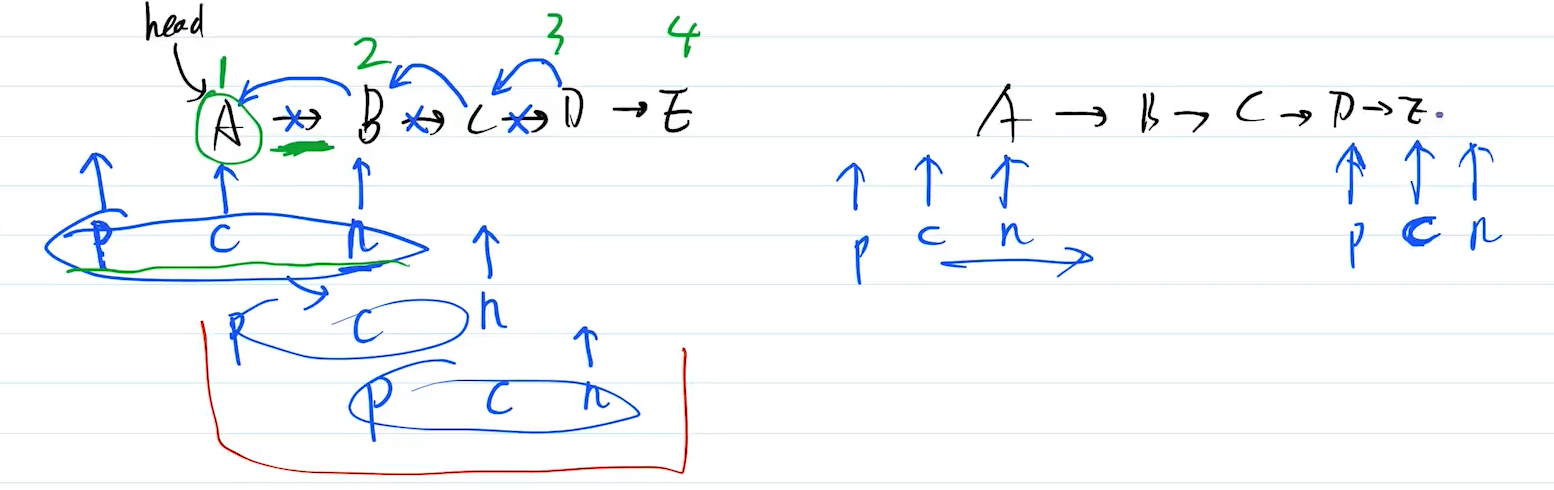 head
1 2 3 4
A → B → C → D → E
A → B → C → D → E.
P C n
P C n
P C n
P C n
P C n